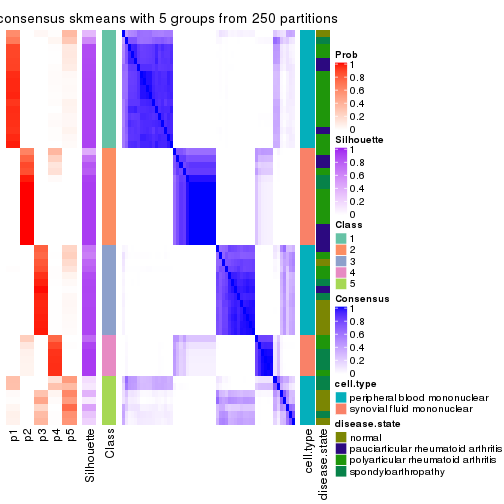 consensus skmeans with 5 groups from 250 partitions
Prob
1
0.8
0.6
0.4
0.2
0
Silhouette
1
0.8
0.6
0.4
0.2
0
Class
1
2
3
4
5
Consensus
1
0.8
0.6
0.4
0.2
0
cell.type
peripheral blood mononuclear
synovial fluid mononuclear
disease.state
normal
pauciarticular rheumatoid arthritis
polyarticular rheumatoid arthritis
spondyloarthropathy
p1
p2
p3
p4
p5
Silhouette
Class
cell.type
disease.state